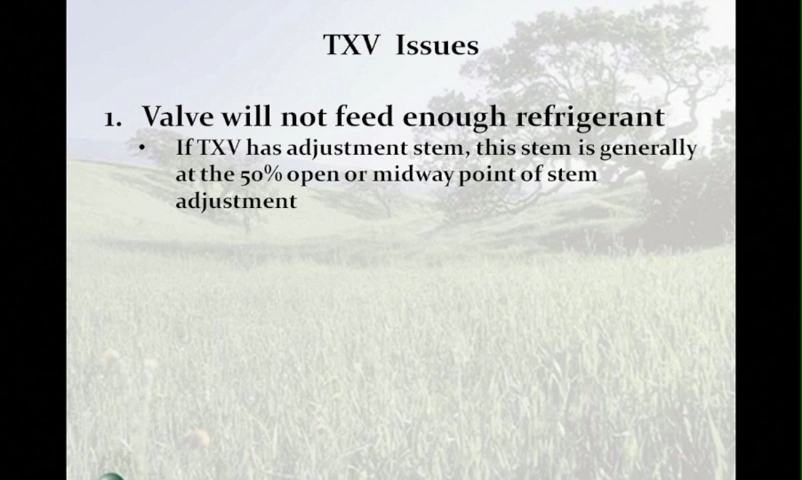 TXV Issues
1. Valve will not feed enough refrigerant
• If TXV has adjustment stem, this stem is generally
at the 50% open or midway point of stem
adjustment